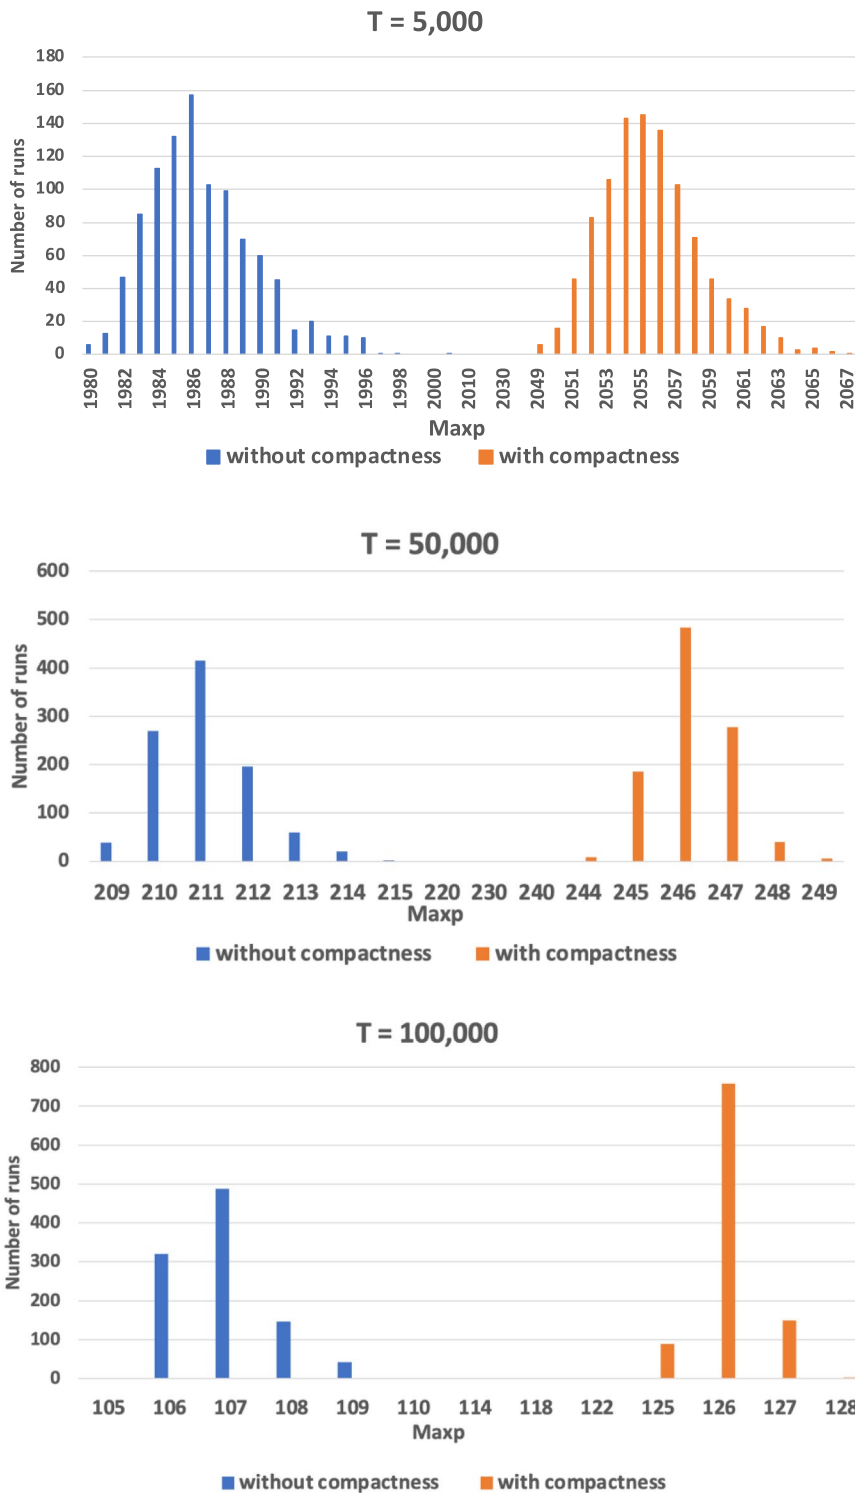 T = 5,000
180
160
140
120
100
80
60
40
20
0
Number of runs
1980 1982 1984 1986 1988 1990 1992 1994 1996 1998 2000 2010 2030 2049 2051 2053 2055 2057 2059 2061 2063 2065 2067
Maxp
without compactness with compactness
T = 50,000
600
500
400
300
200
100
0
Number of runs
209 210 211 212 213 214 215 220 230 240 244 245 246 247 248 249
Maxp
without compactness with compactness
T = 100,000
800
700
600
500
400
300
200
100
0
Number of runs
105 106 107 108 109 110 114 118 122 125 126 127 128
Maxp
without compactness with compactness